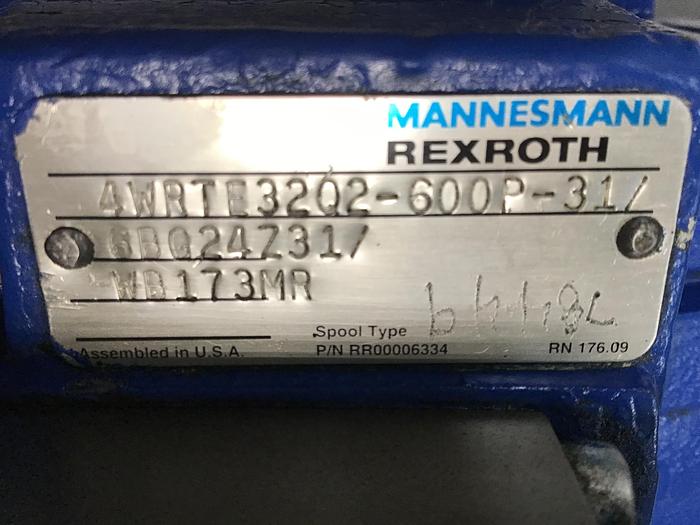 MANNESMANN
REXROTH
4WRTE32Q2-600P-31/
6BG24Z31/
WB173MR
Spool Type
Assembled in U.S.A.
P/N RR00006334
RN 176.09